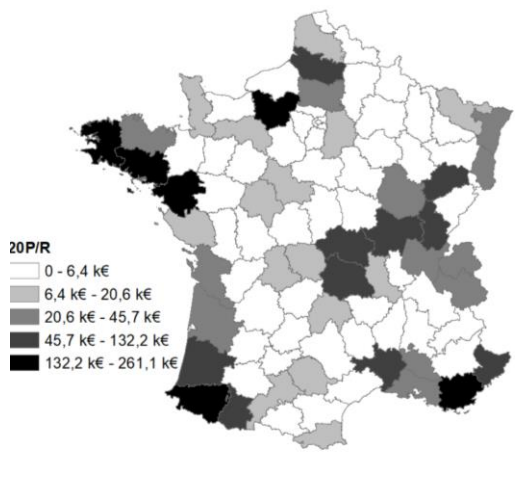 20P/R
0 - 6,4 k€
6,4 k€ - 20,6 k€
20,6 k€ - 45,7 k€
45,7 k€ - 132,2 k€
132,2 k€ - 261,1 k€